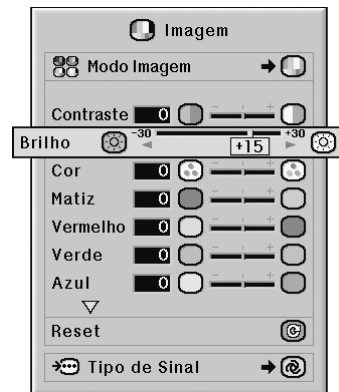 Imagem
Modo Imagem
Contraste 0 - +
Brilho -30 +15 +30
Cor 0 - +
Matiz 0 - +
Vermelho 0 - +
Verde 0 - +
Azul 0 - +
Reset
Tipo de Sinal